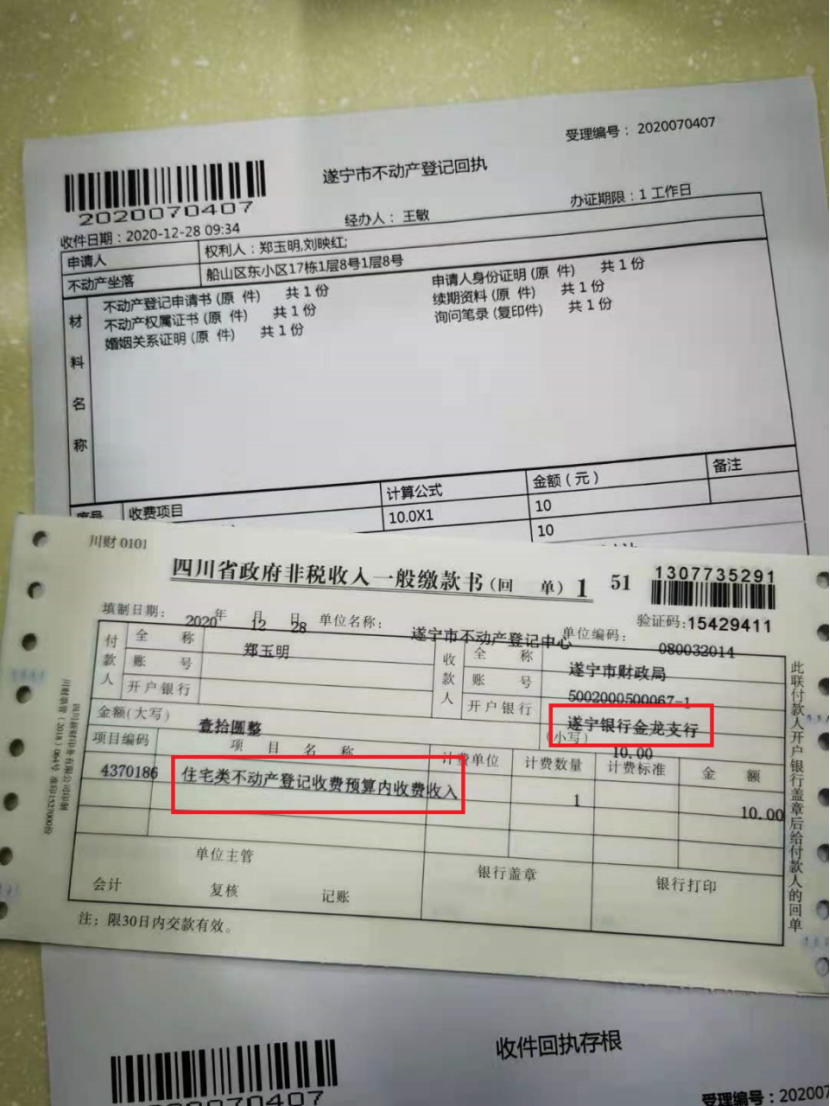 受理编号：2020070407
遂宁市不动产登记回执
2020070407
办证期限：1 工作日
收件日期：2020-12-28 09:34
经办人：王敏
申请人
权利人：郑玉明,刘映红;
不动产坐落
船山区东小区17栋1层8号1层8号
材料名称
不动产登记申请书(原 件) 共 1 份
申请人身份证明(原 件) 共 1 份
不动产权属证书(原 件) 共 1 份
续期资料(原 件) 共 1 份
婚姻关系证明(原 件) 共 1 份
询问笔录(复印件) 共 1 份
序号 收费项目 计算公式 金额(元) 备注
10.0X1 10
10
川财 0101
四川省政府非税收入一般缴款书(回 单) 1 51
1307735291
填制日期： 2020 年 12 月 28 日 单位名称： 遂宁市不动产登记中心 单位编码： 080032014
验证码:15429411
付款人
全 称 郑玉明
账 号
开户银行
收款人
全 称 遂宁市财政局
账 号 5002000500067-1
开户银行 遂宁银行金龙支行
金额(大写) 壹拾圆整 (小写) 10.00
项目编码 项 目 名 称 计费单位 计费数量 计费标准 金 额
4370186 住宅类不动产登记收费预算内收费收入 1 10.00
单位主管
会计 复核 记账
银行盖章
银行打印
注：限30日内交款有效。
此联付款人开户银行盖章后给付款人的回单
收件回执存根
2020070407
受理编号：202007